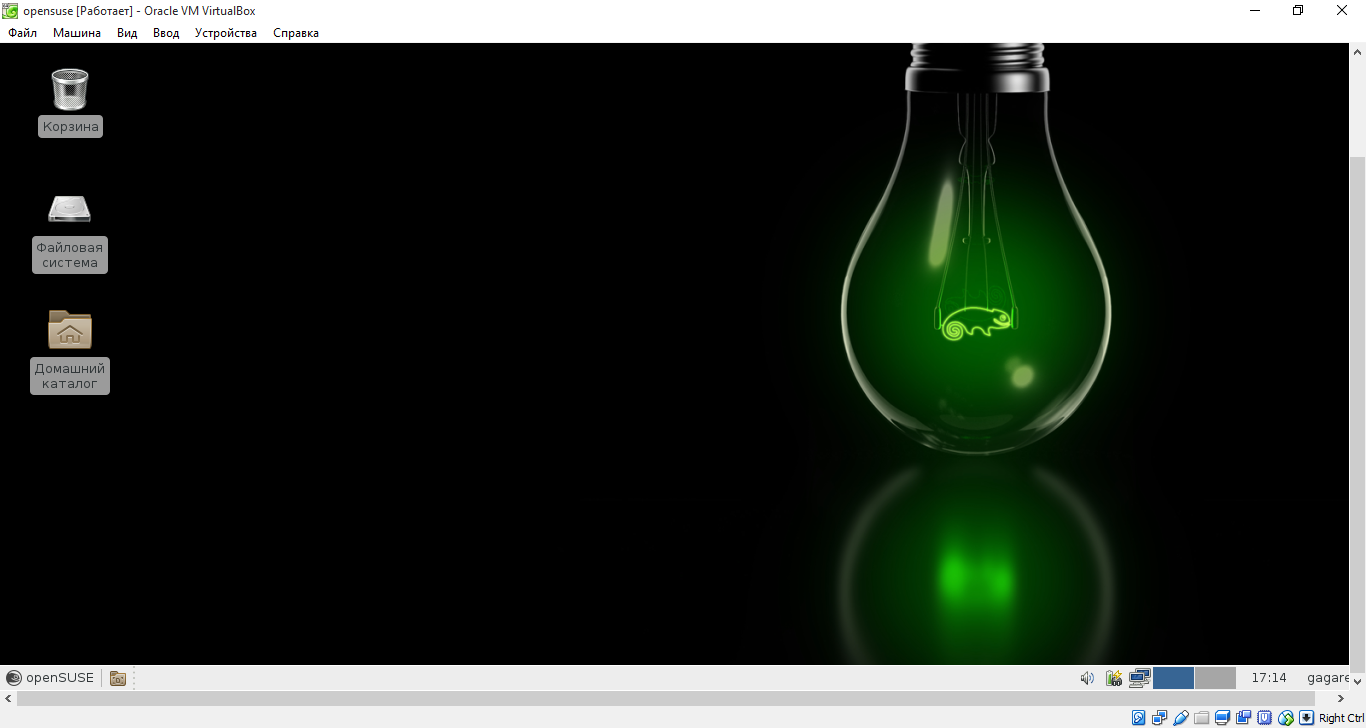 opensuse [Работает] - Oracle VM VirtualBox
Файл Машина Вид Ввод Устройства Справка
Корзина
Файловая
система
Домашний
каталог
openSUSE 17:14 gagare
Right Ctrl